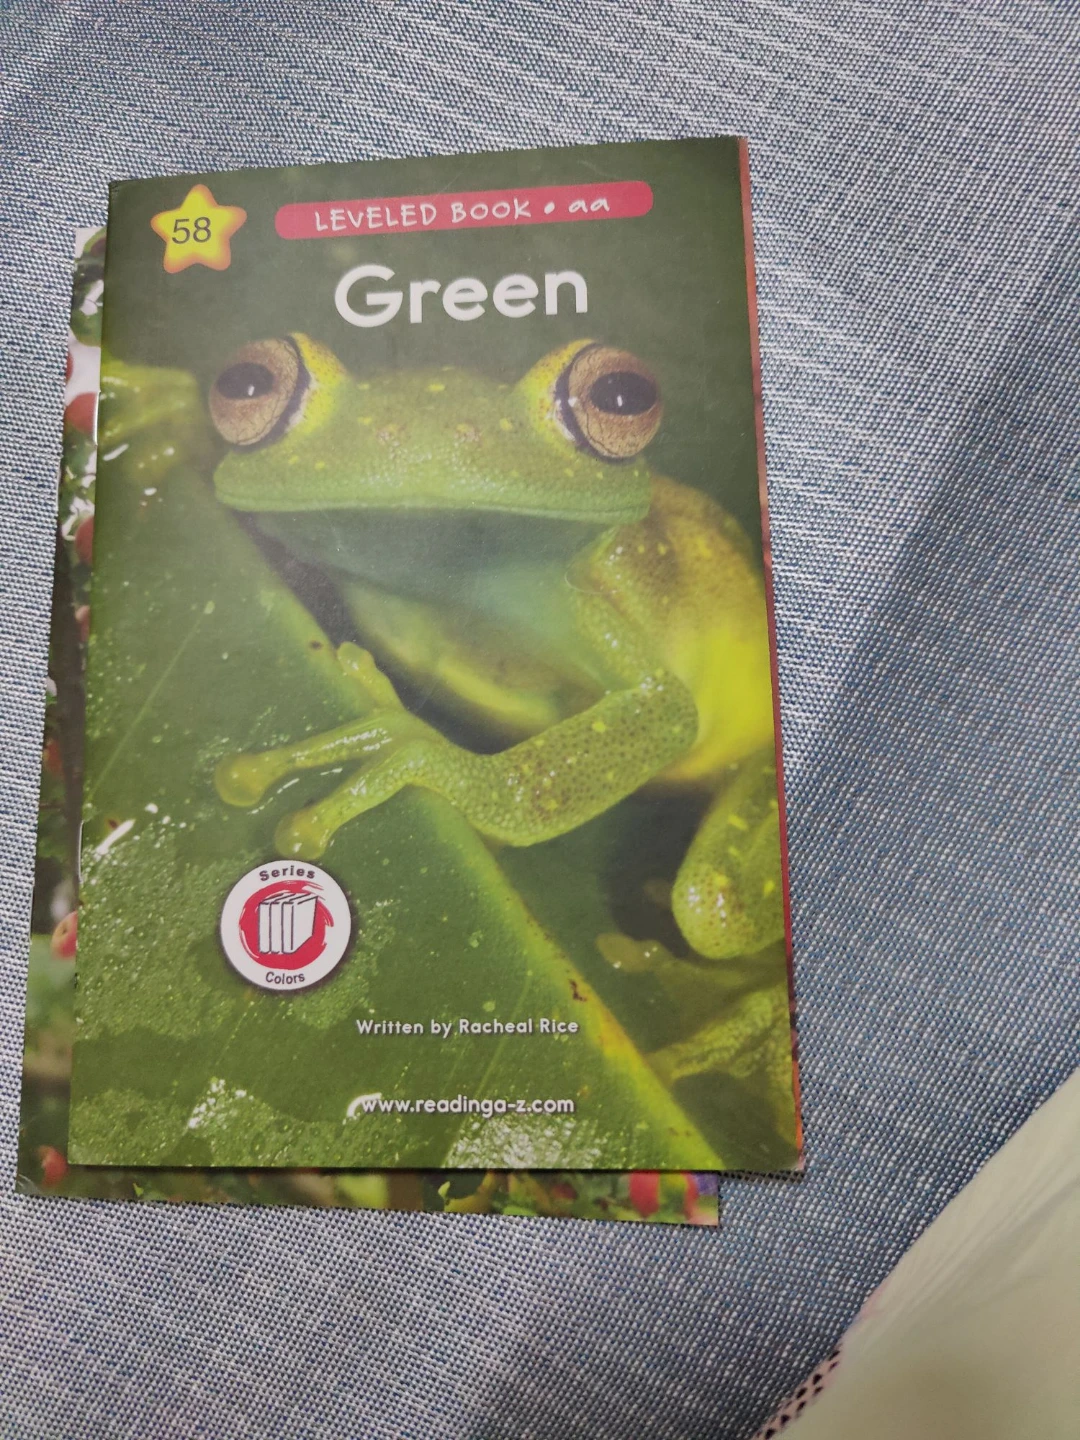 58
LEVELED BOOK • aa
Green
Series
Colors
Written by Racheal Rice
www.readinga-z.com